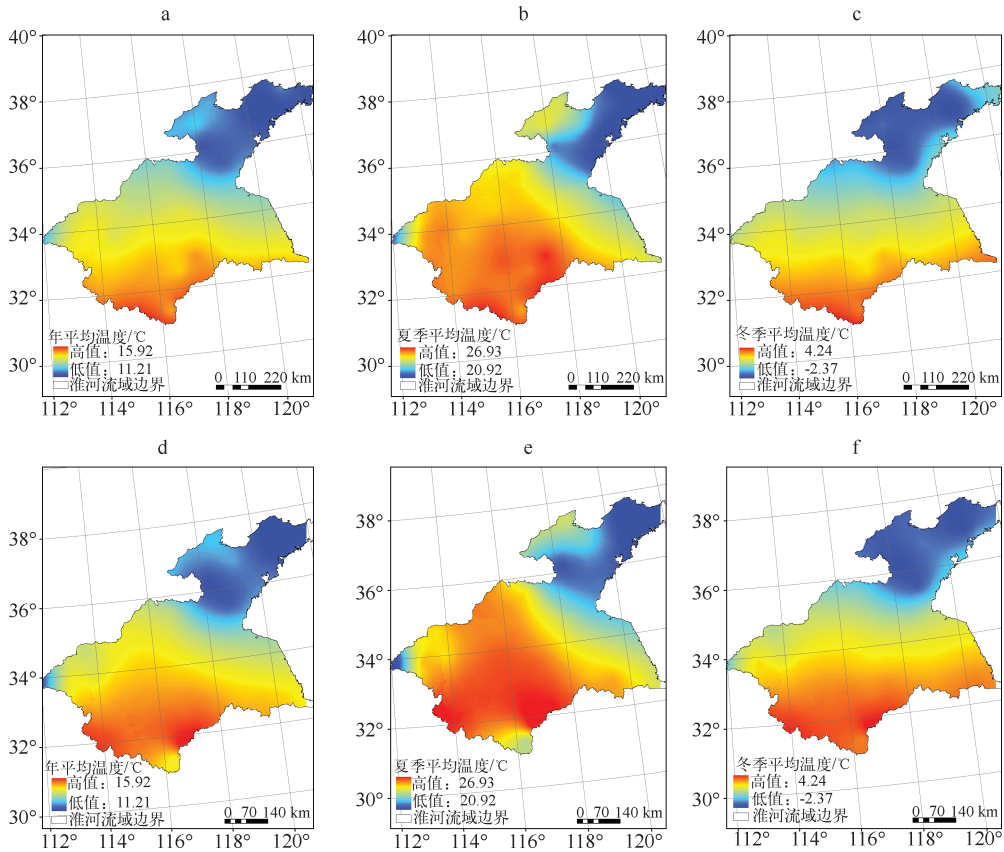 a
b
c
40°
38°
36°
34°
32°
30°
年平均温度/℃
高值：15.92
低值：11.21
淮河流域边界
0 110 220 km
112° 114° 116° 118° 120°
40°
38°
36°
34°
32°
30°
夏季平均温度/℃
高值：26.93
低值：20.92
淮河流域边界
0 110 220 km
112° 114° 116° 118° 120°
40°
38°
36°
34°
32°
30°
冬季平均温度/℃
高值：4.24
低值：-2.37
淮河流域边界
0 110 220 km
112° 114° 116° 118° 120°
d
e
f
38°
36°
34°
32°
30°
年平均温度/℃
高值：15.92
低值：11.21
淮河流域边界
0 70 140 km
112° 114° 116° 118° 120°
38°
36°
34°
32°
30°
夏季平均温度/℃
高值：26.93
低值：20.92
淮河流域边界
0 70 140 km
112° 114° 116° 118° 120°
38°
36°
34°
32°
30°
冬季平均温度/℃
高值：4.24
低值：-2.37
淮河流域边界
0 70 140 km
112° 114° 116° 118° 120°